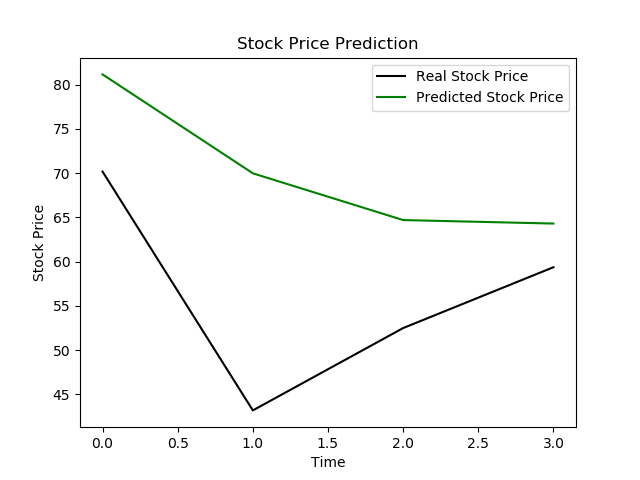 Stock Price Prediction
Real Stock Price
Predicted Stock Price
Stock Price
80
75
70
65
60
55
50
45
0.0 0.5 1.0 1.5 2.0 2.5 3.0
Time